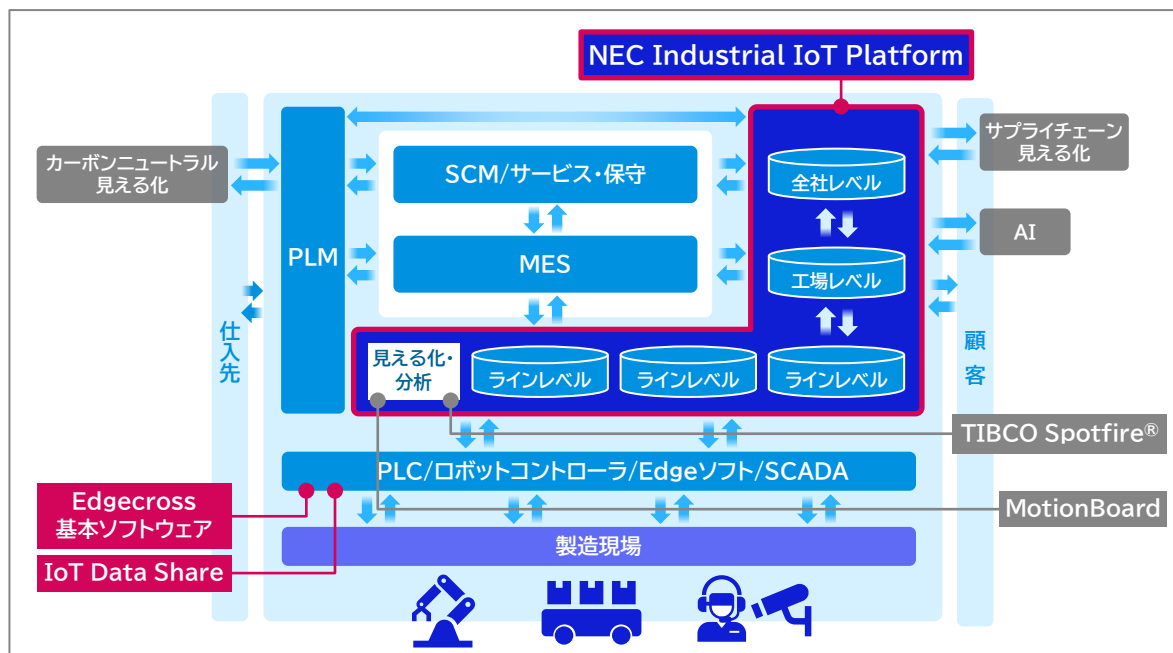 NEC Industrial IoT Platform
カーボンニュートラル
見える化
サプライチェーン
見える化
SCM/サービス・保守
全社レベル
AI
PLM
MES
工場レベル
仕入先
顧客
見える化・
分析
ラインレベル
ラインレベル
ラインレベル
TIBCO Spotfire®
PLC/ロボットコントローラ/Edgeソフト/SCADA
Edgecross
基本ソフトウェア
MotionBoard
製造現場
IoT Data Share